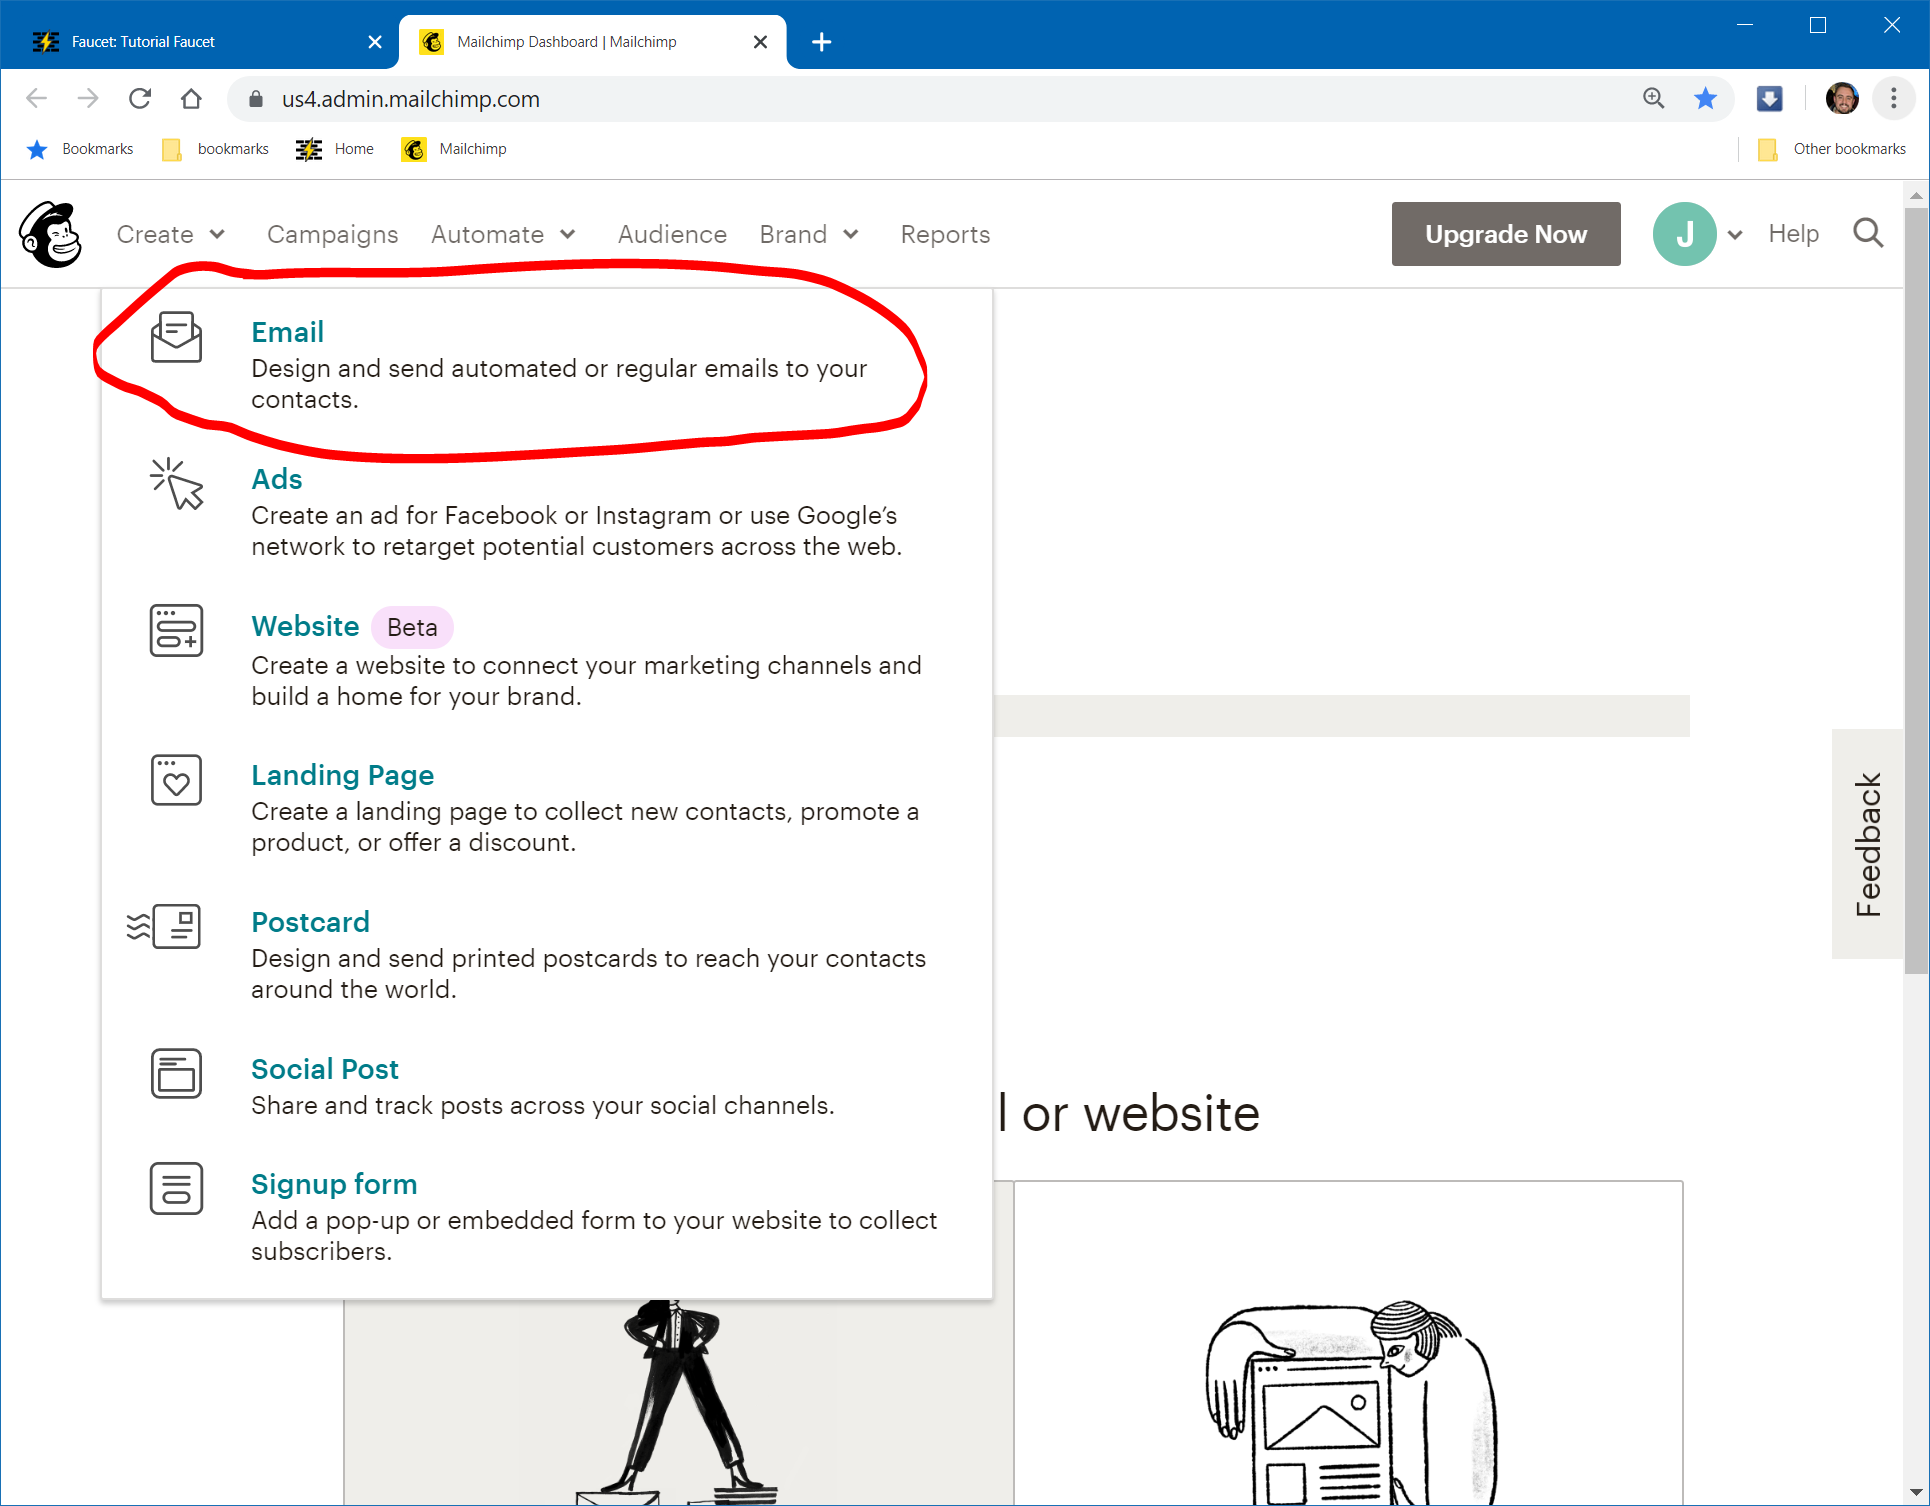 Faucet: Tutorial Faucet
Mailchimp Dashboard | Mailchimp
us4.admin.mailchimp.com
Bookmarks bookmarks Home Mailchimp Other bookmarks
Create Campaigns Automate Audience Brand Reports Upgrade Now J Help
Email
Design and send automated or regular emails to your
contacts.
Ads
Create an ad for Facebook or Instagram or use Google’s
network to retarget potential customers across the web.
Website Beta
Create a website to connect your marketing channels and
build a home for your brand.
Landing Page
Create a landing page to collect new contacts, promote a
product, or offer a discount.
Postcard
Design and send printed postcards to reach your contacts
around the world.
Social Post
Share and track posts across your social channels.
Signup form
Add a pop-up or embedded form to your website to collect
subscribers.
l or website
Feedback